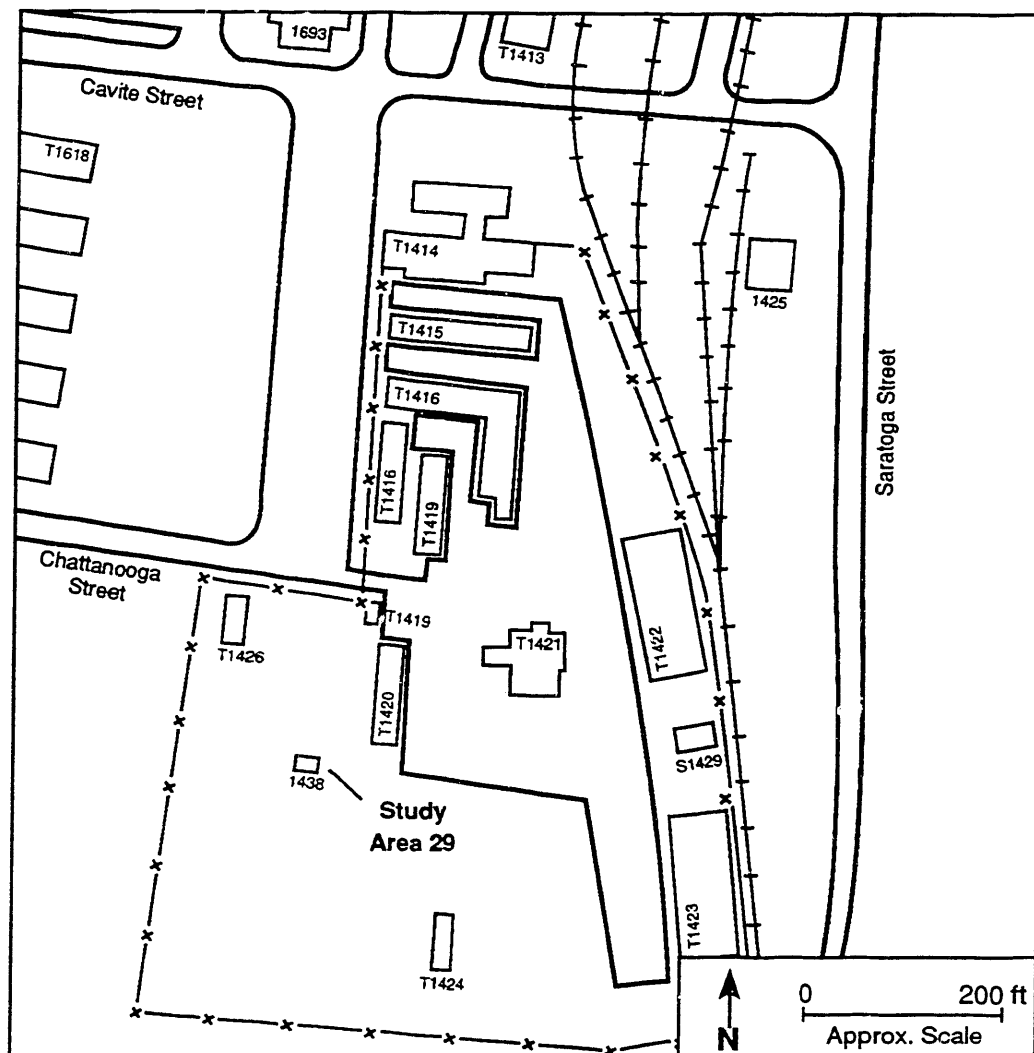 1693
T1413
Cavite Street
T1618
T1414
1425
T1415
T1416
Saratoga Street
T1416
T1419
Chattanooga
Street
T1419
T1426
T1421
T1422
T1420
S1429
1438
Study
Area 29
T1423
T1424
N
0 200 ft
Approx. Scale